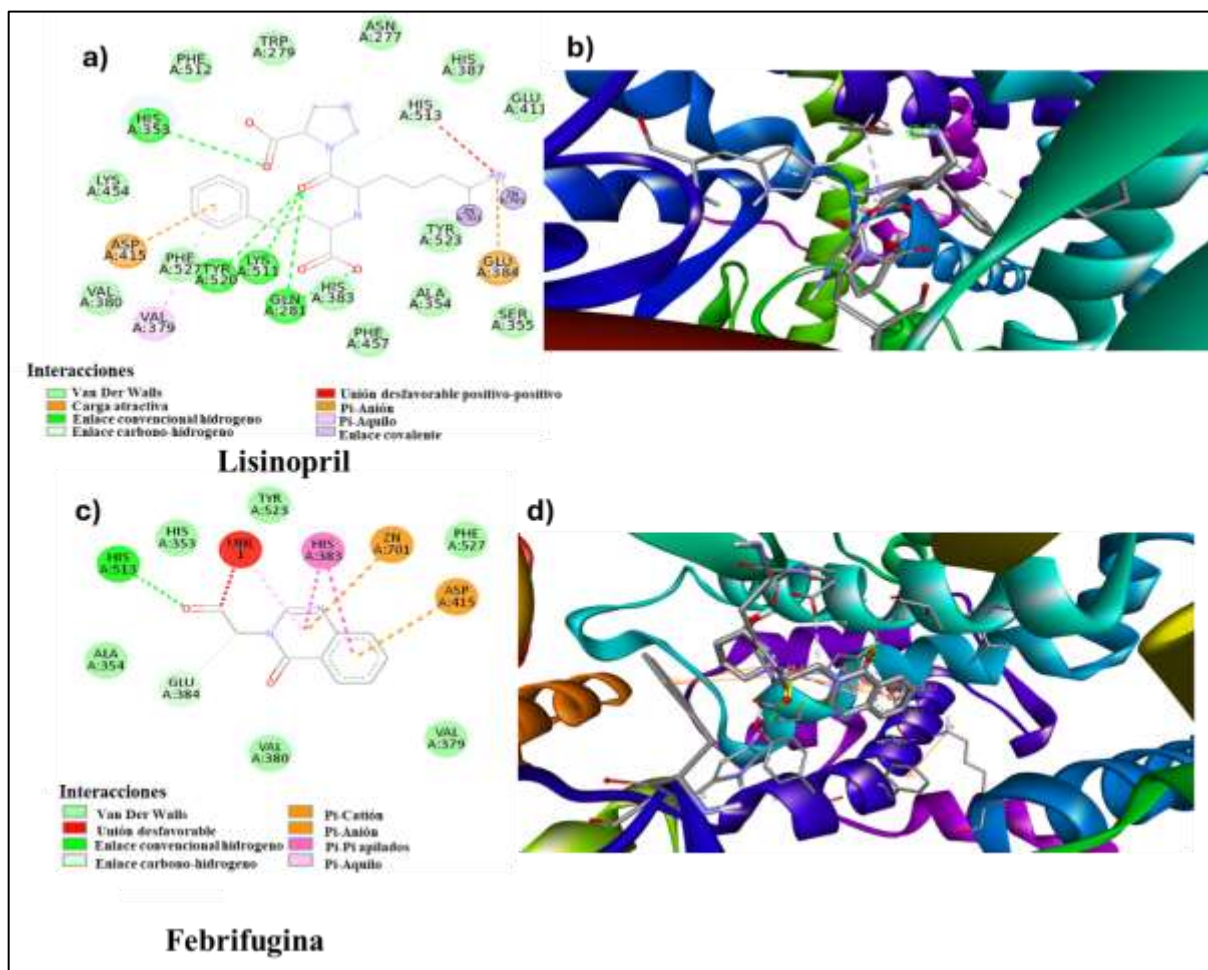 a)
PHE
A:512
TRP
A:279
ASN
A:277
HIS
A:387
GLU
A:411
HIS
A:353
HIS
A:513
LYS
A:454
ASP
A:415
PHE
A:527
TYR
A:520
LYS
A:511
TYR
A:523
GLU
A:384
VAL
A:380
VAL
A:379
GLN
A:281
HIS
A:383
ALA
A:354
SER
A:355
PHE
A:457
Interacciones
Van Der Walls
Carga atractiva
Enlace convencional hidrogeno
Enlace carbono-hidrogeno
Unión desfavorable positivo-positivo
Pi-Anión
Pi-Aquilo
Enlace covalente
Lisinopril
b)
c)
TYR
A:523
HIS
A:353
HIS
A:513
HIS
A:383
ZN
A:701
PHE
A:527
ASP
A:415
ALA
A:354
GLU
A:384
VAL
A:380
VAL
A:379
Interacciones
Van Der Walls
Unión desfavorable
Enlace convencional hidrogeno
Enlace carbono-hidrogeno
Pi-Catión
Pi-Anión
Pi-Pi apilados
Pi-Aquilo
Febrifugina
d)